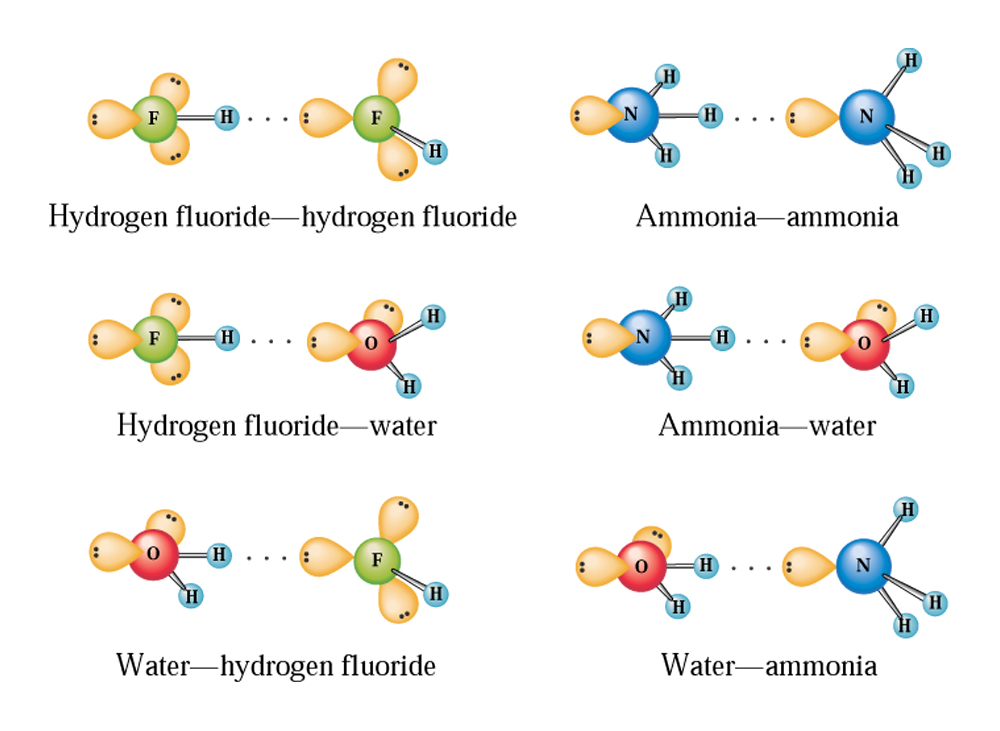 F H F H
N H H H N H H H
Hydrogen fluoride—hydrogen fluoride
Ammonia—ammonia
F H O H H
N H H H O H H
Hydrogen fluoride—water
Ammonia—water
O H H F H
O H H N H H H
Water—hydrogen fluoride
Water—ammonia